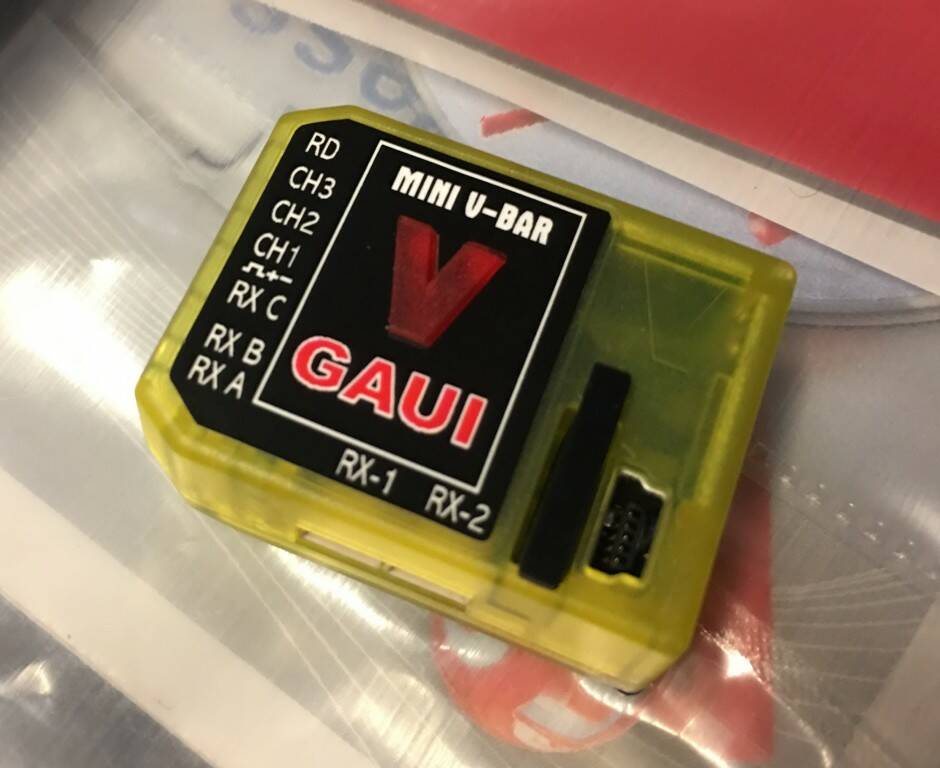 RD
CH3
CH2
CH1
⎍ + -
RX C
RX B
RX A
MINI V-BAR
V
GAUI
RX-1
RX-2